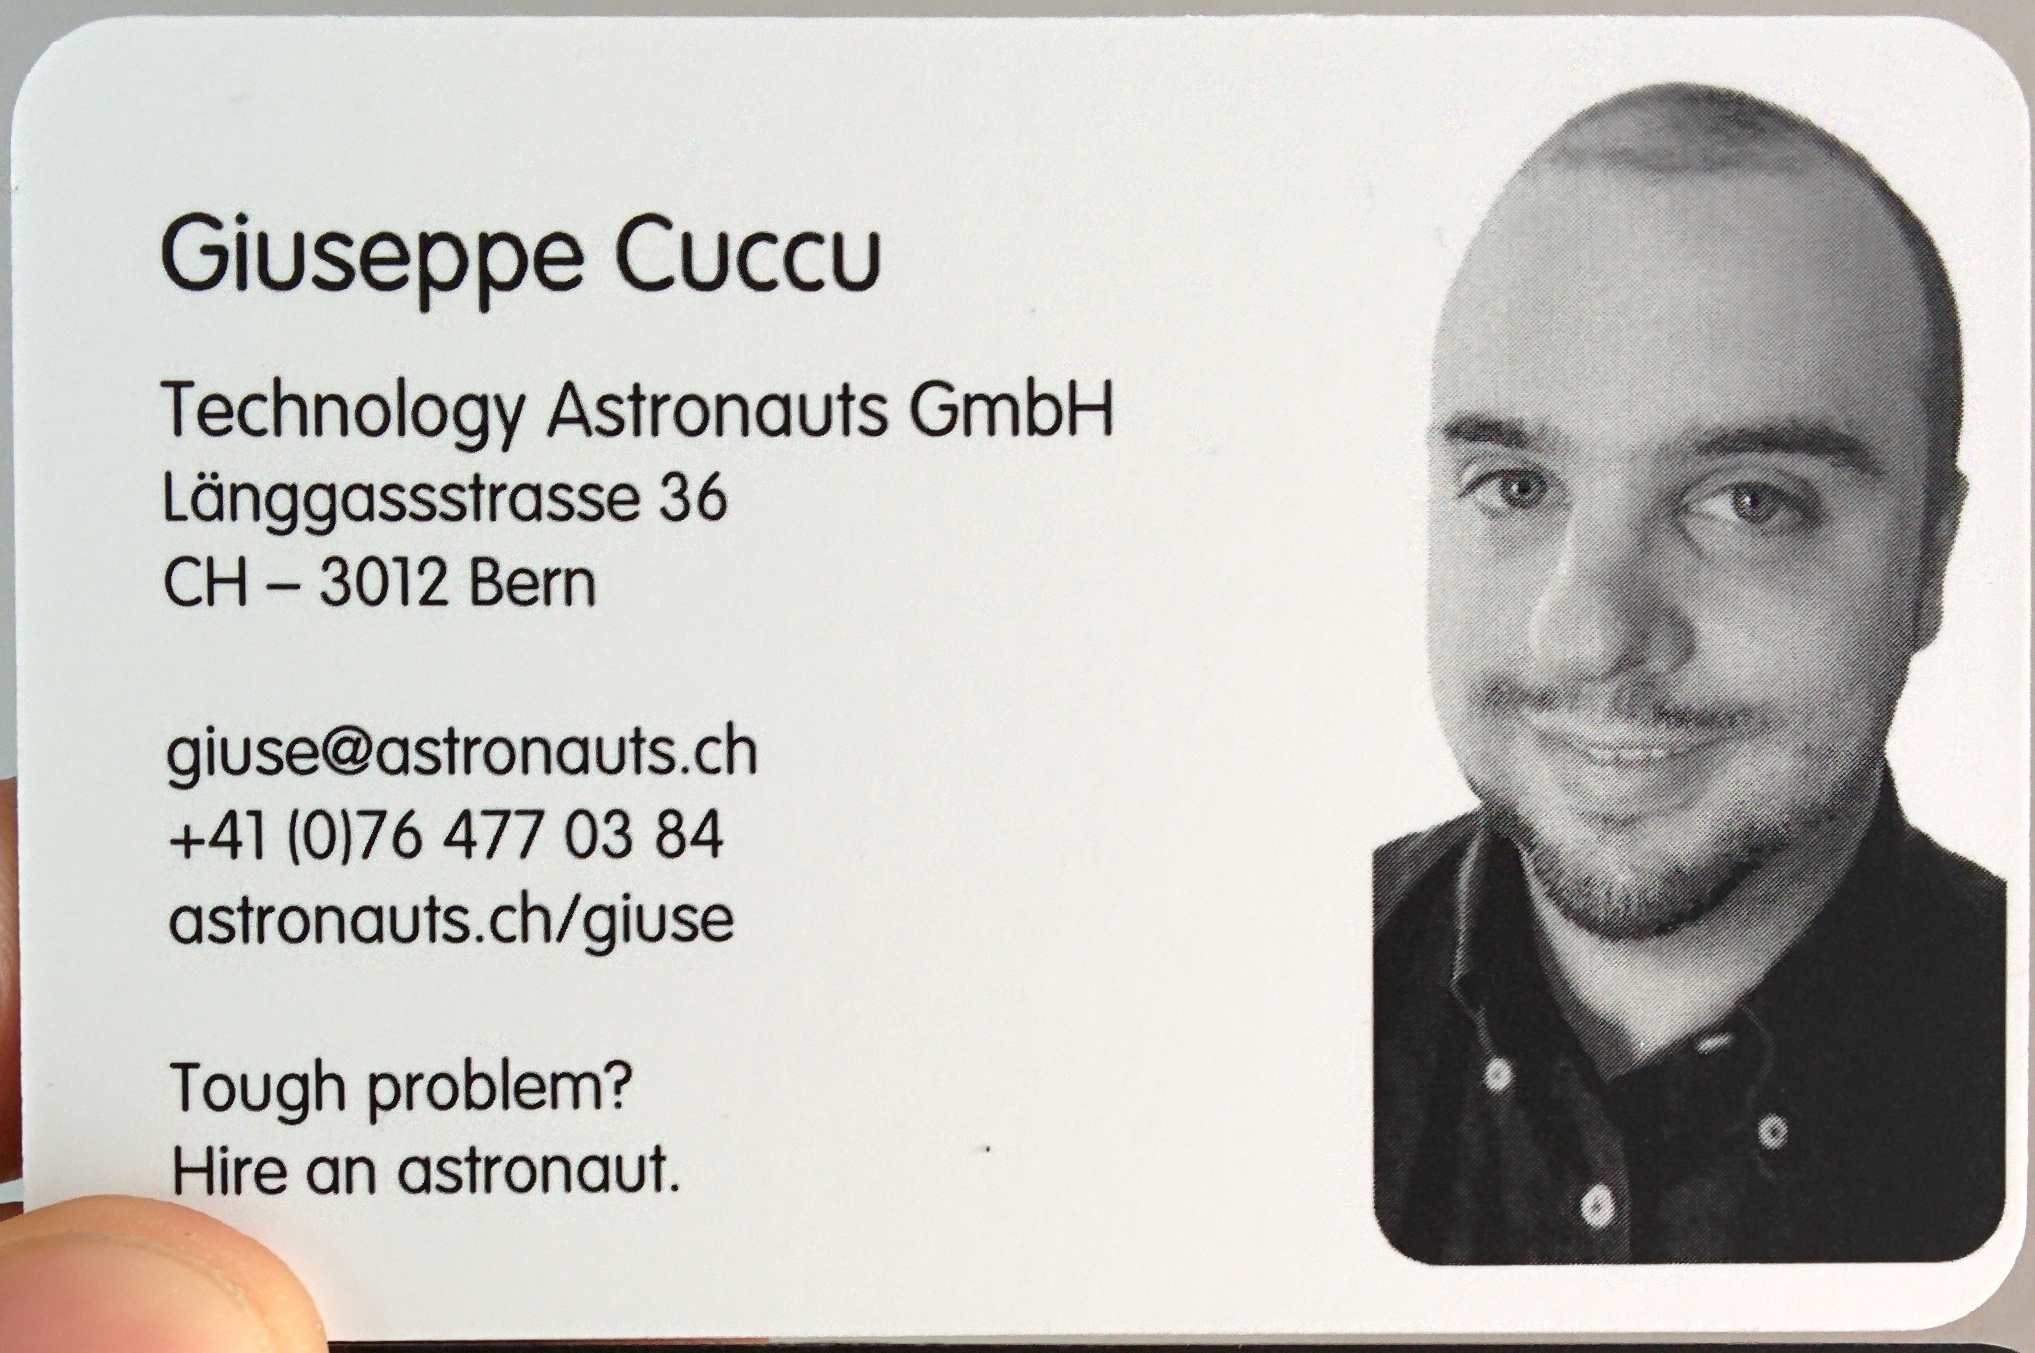 Giuseppe Cuccu
Technology Astronauts GmbH
Länggassstrasse 36
CH – 3012 Bern
giuse@astronauts.ch
+41 (0)76 477 03 84
astronauts.ch/giuse
Tough problem?
Hire an astronaut.